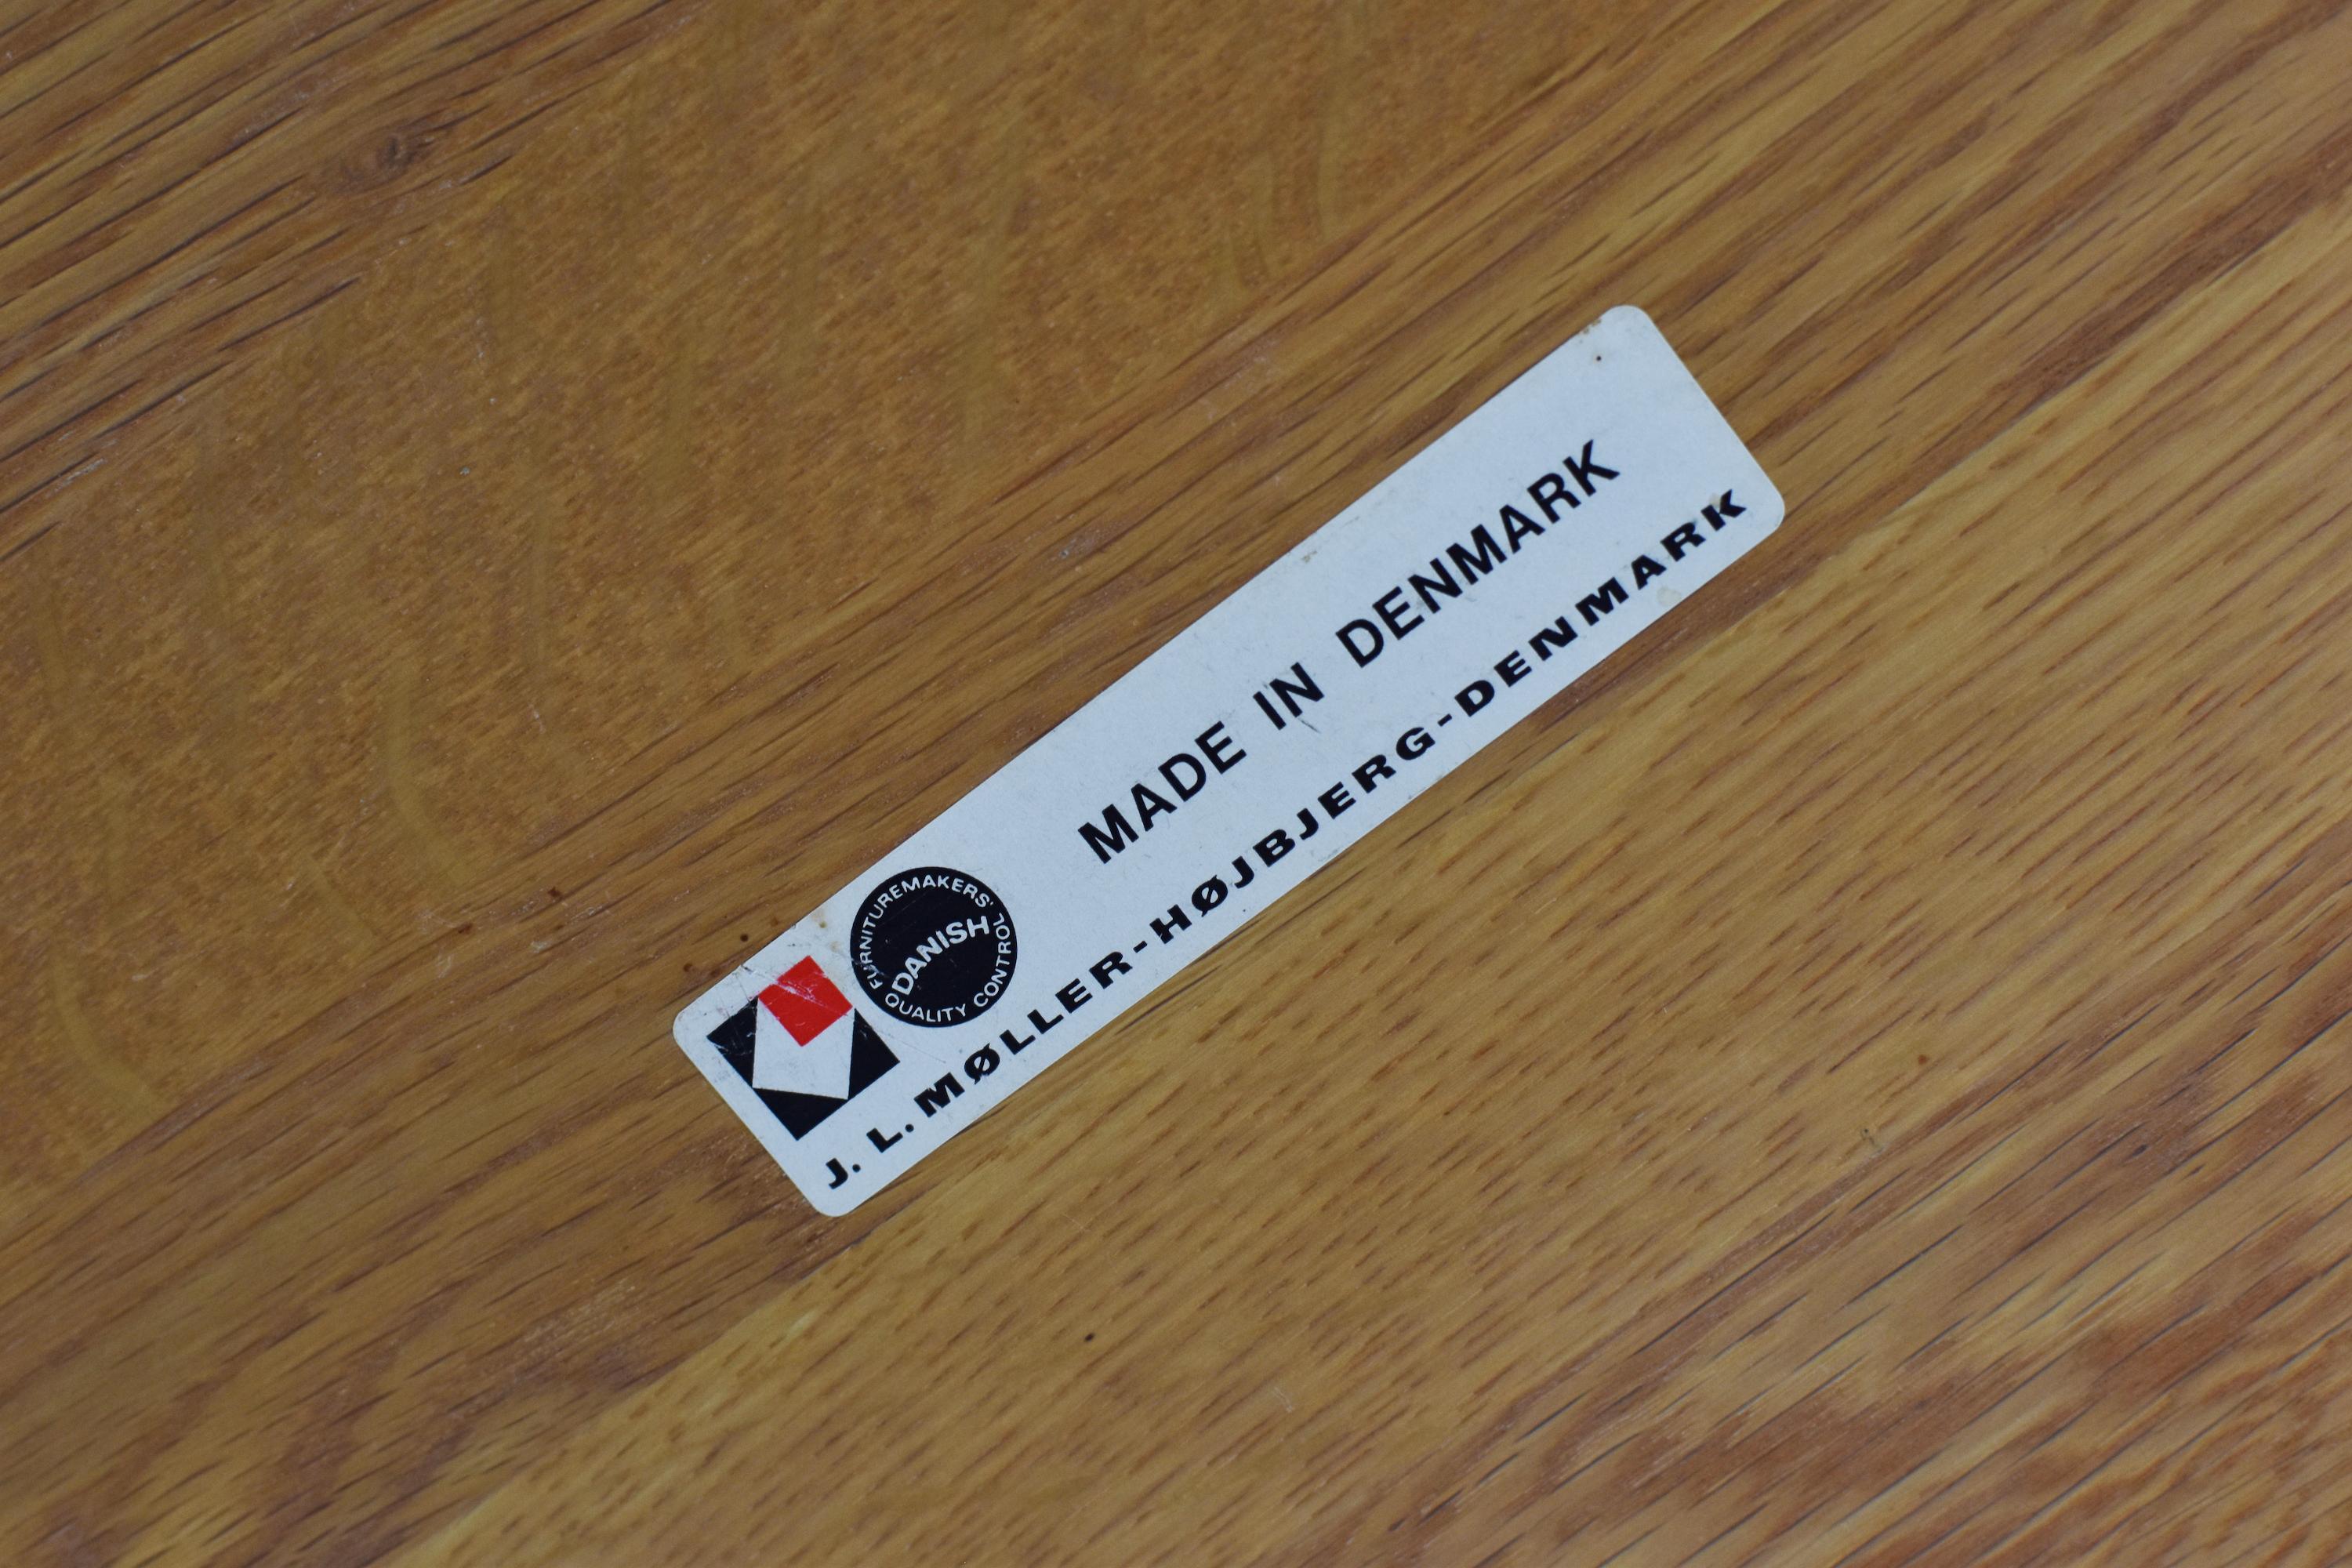 MADE IN DENMARK
FURNITUREMAKERS'
DANISH
QUALITY CONTROL
J. L. MØLLER-HØJBJERG-DENMARK